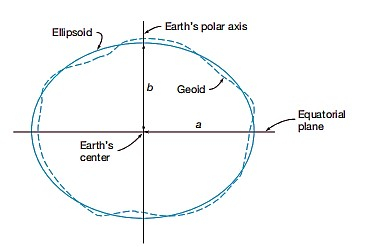 Earth's polar axis
Ellipsoid
b
Geoid
Equatorial
plane
a
Earth's
center